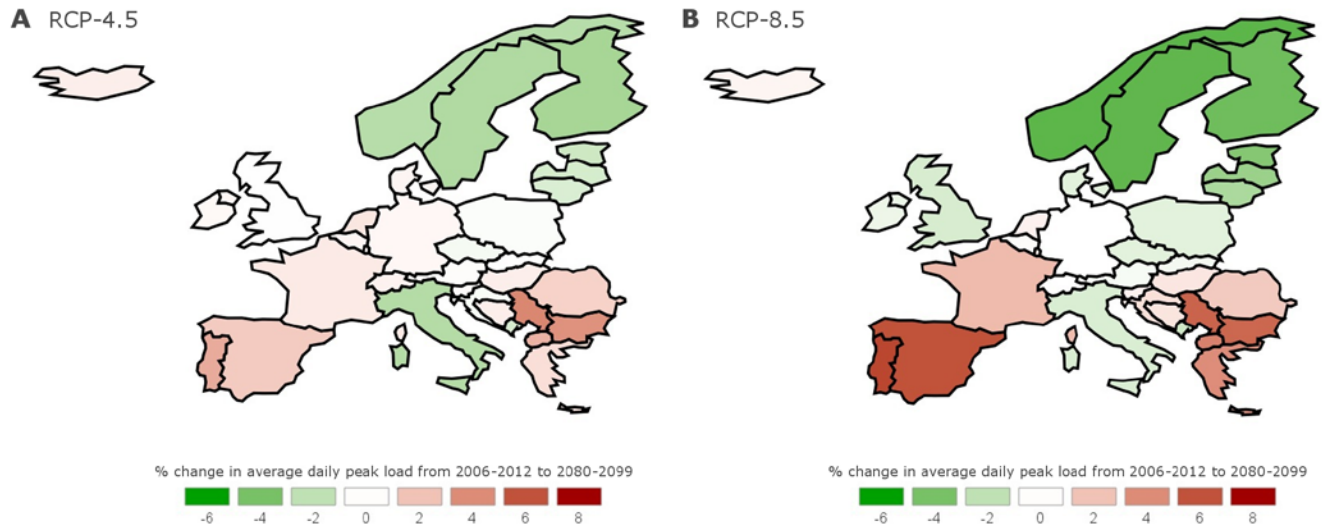 A RCP-4.5
B RCP-8.5
% change in average daily peak load from 2006-2012 to 2080-2099
-6 -4 -2 0 2 4 6 8
% change in average daily peak load from 2006-2012 to 2080-2099
-6 -4 -2 0 2 4 6 8